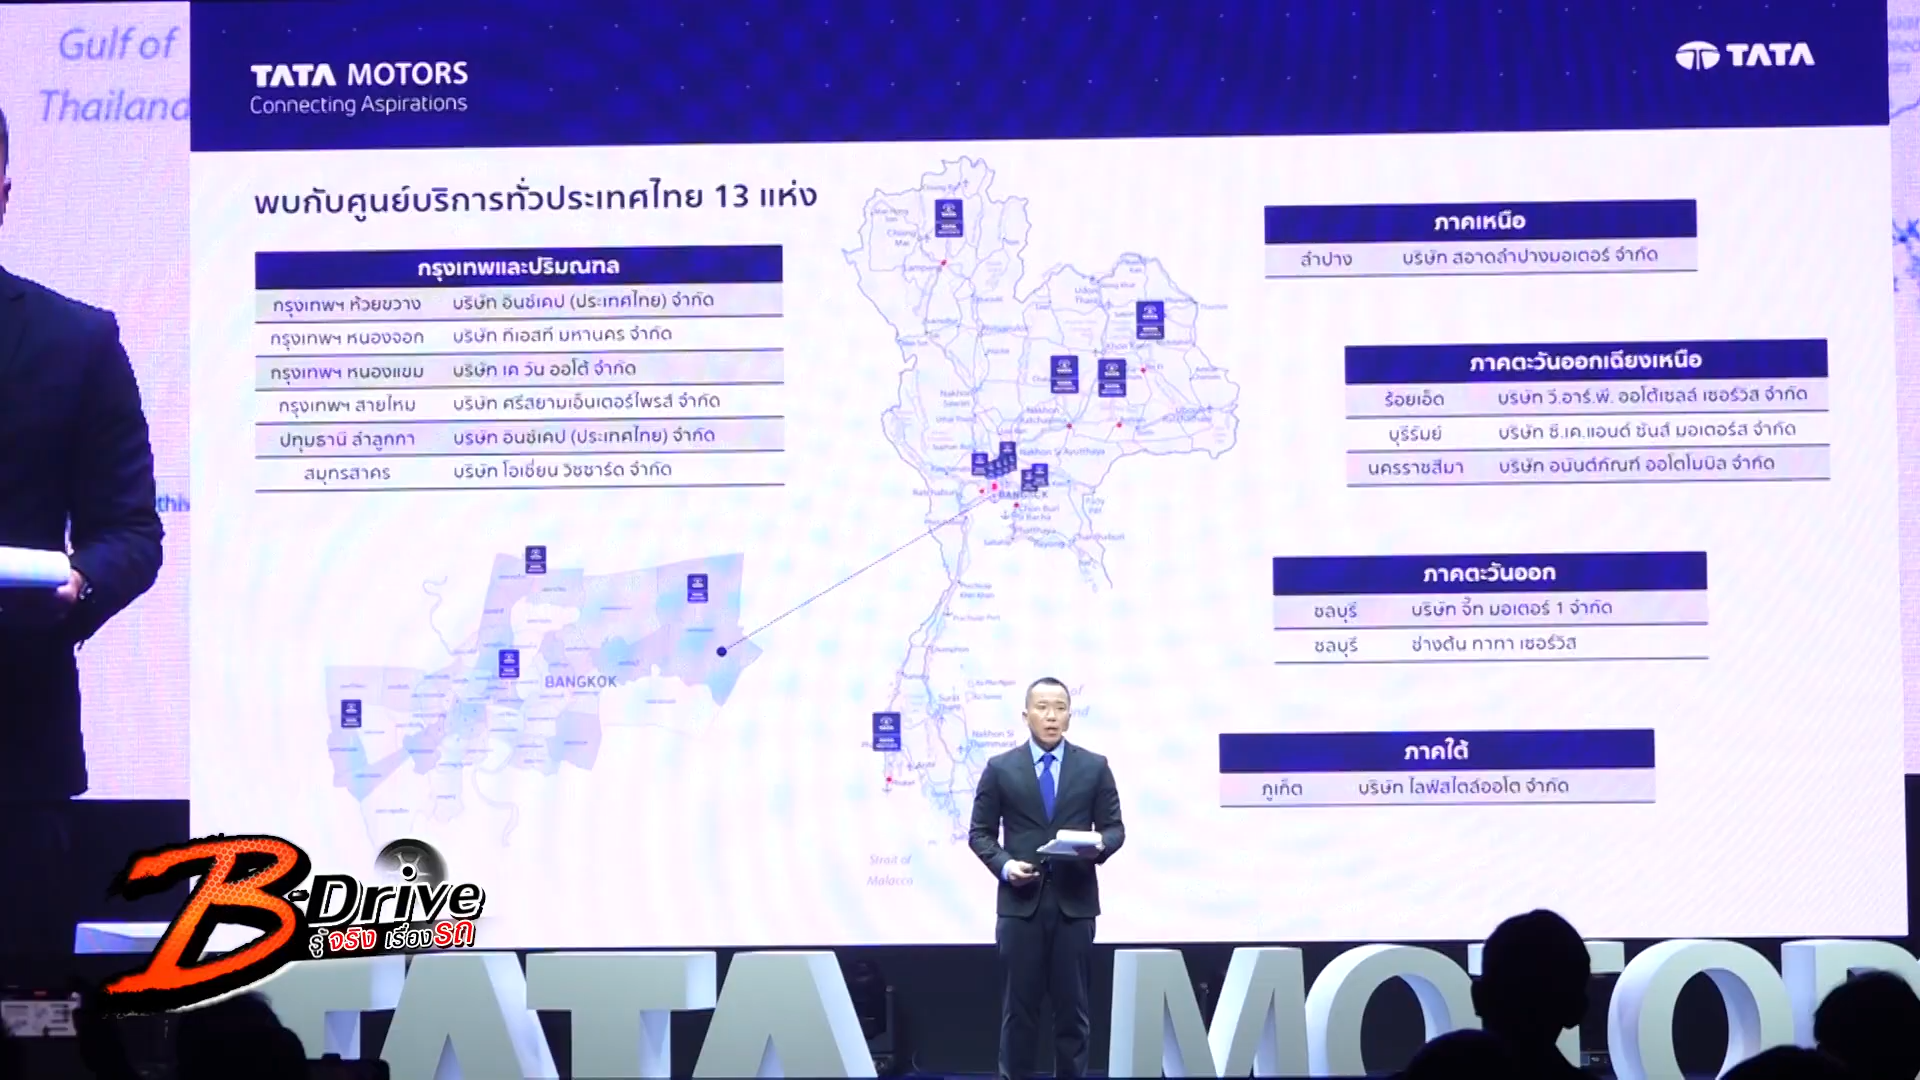 Gulf of
Thailand
TATA MOTORS
Connecting Aspirations
TATA
พบกับศูนย์บริการทั่วประเทศไทย 13 แห่ง
กรุงเทพและปริมณฑล
กรุงเทพฯ ห้วยขวาง บริษัท อินช์เคป (ประเทศไทย) จำกัด
กรุงเทพฯ หนองจอก บริษัท ทีเอสที มหานคร จำกัด
กรุงเทพฯ หนองแขม บริษัท เค วัน ออโต้ จำกัด
กรุงเทพฯ สายไหม บริษัท ศรีสยามเอ็นเตอร์ไพรส์ จำกัด
ปทุมธานี ลำลูกกา บริษัท อินช์เคป (ประเทศไทย) จำกัด
สมุทรสาคร บริษัท โอเชี่ยน วิชชาร์ด จำกัด
ภาคเหนือ
ลำปาง บริษัท สอาดลำปางมอเตอร์ จำกัด
ภาคตะวันออกเฉียงเหนือ
ร้อยเอ็ด บริษัท วี.อาร์.พี. ออโต้เซลล์ เซอร์วิส จำกัด
บุรีรัมย์ บริษัท ซี.เค.แอนด์ ซันส์ มอเตอร์ส จำกัด
นครราชสีมา บริษัท อนันต์ภัณฑ์ ออโตโมบิล จำกัด
ภาคตะวันออก
ชลบุรี บริษัท จิ๊ท มอเตอร์ 1 จำกัด
ชลบุรี ช่างต้น ทาทา เซอร์วิส
ภาคใต้
ภูเก็ต บริษัท ไลฟ์สไตล์ออโต จำกัด
Lampang
Nakhon Si Ayutthaya
BANGKOK
Chon Buri
Rayong
BANGKOK
Nakhon Si
Thammarat
Strait of
Malacca
this
B-Drive
รู้จริง เรื่องรถ
TATA MOTOR